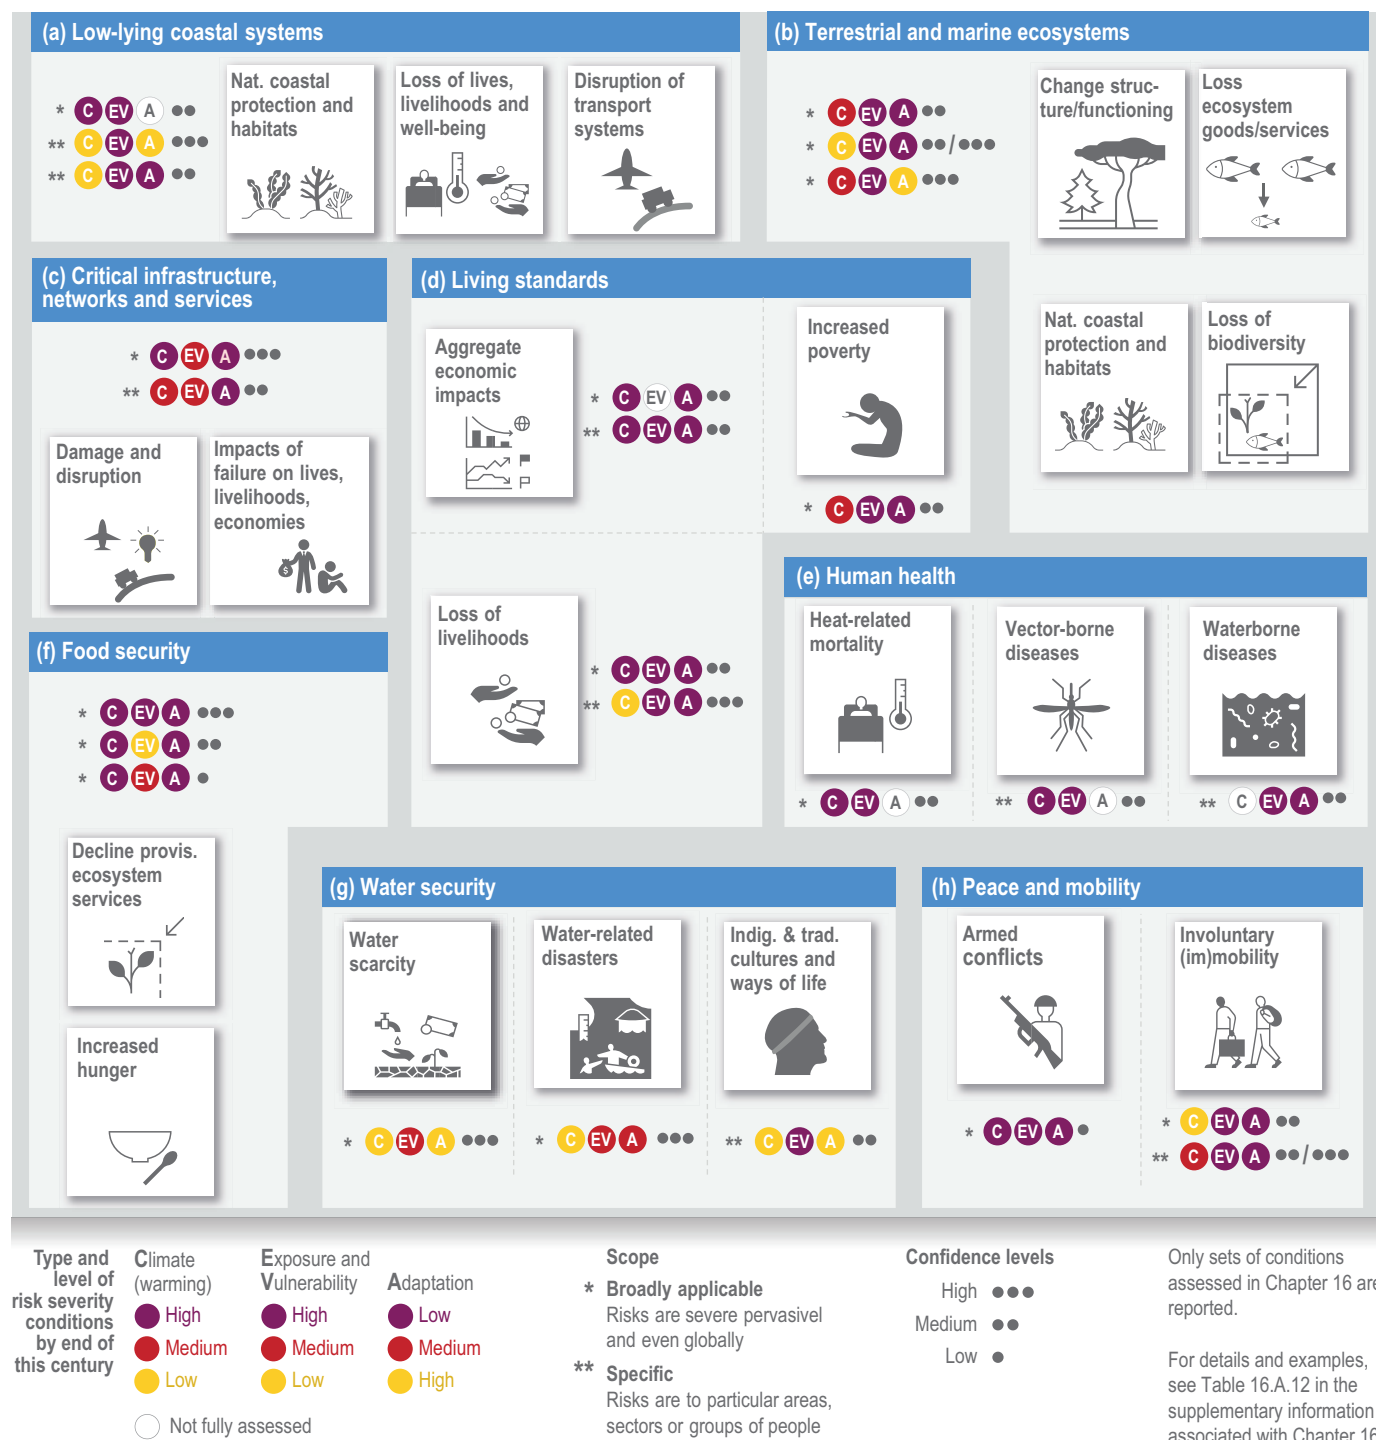 (a) Low-lying coastal systems
* C EV A
** C EV A
** C EV A
Nat. coastal
protection and
habitats
Loss of lives,
livelihoods and
well-being
Disruption of
transport
systems
(b) Terrestrial and marine ecosystems
* C EV A
* C EV A /
* C EV A
Change struc-
ture/functioning
Loss
ecosystem
goods/services
Nat. coastal
protection and
habitats
Loss of
biodiversity
(c) Critical infrastructure,
networks and services
* C EV A
** C EV A
Damage and
disruption
Impacts of
failure on lives,
livelihoods,
economies
$
(d) Living standards
Aggregate
economic
impacts
* C EV A
** C EV A
Increased
poverty
* C EV A
Loss of
livelihoods
* C EV A
** C EV A
(e) Human health
Heat-related
mortality
* C EV A
Vector-borne
diseases
** C EV A
Waterborne
diseases
** C EV A
(f) Food security
* C EV A
* C EV A
* C EV A
Decline provis.
ecosystem
services
Increased
hunger
(g) Water security
Water
scarcity
* C EV A
Water-related
disasters
* C EV A
Indig. & trad.
cultures and
ways of life
** C EV A
(h) Peace and mobility
Armed
conflicts
* C EV A
Involuntary
(im)mobility
* C EV A
** C EV A /
Type and
level of
risk severity
conditions
by end of
this century
Climate
(warming)
High
Medium
Low
Not fully assessed
Exposure and
Vulnerability
High
Medium
Low
Adaptation
Low
Medium
High
Scope
* Broadly applicable
Risks are severe pervasivel
and even globally
** Specific
Risks are to particular areas,
sectors or groups of people
Confidence levels
High
Medium
Low
Only sets of conditions
assessed in Chapter 16 are
reported.
For details and examples,
see Table 16.A.12 in the
supplementary information
associated with Chapter 16